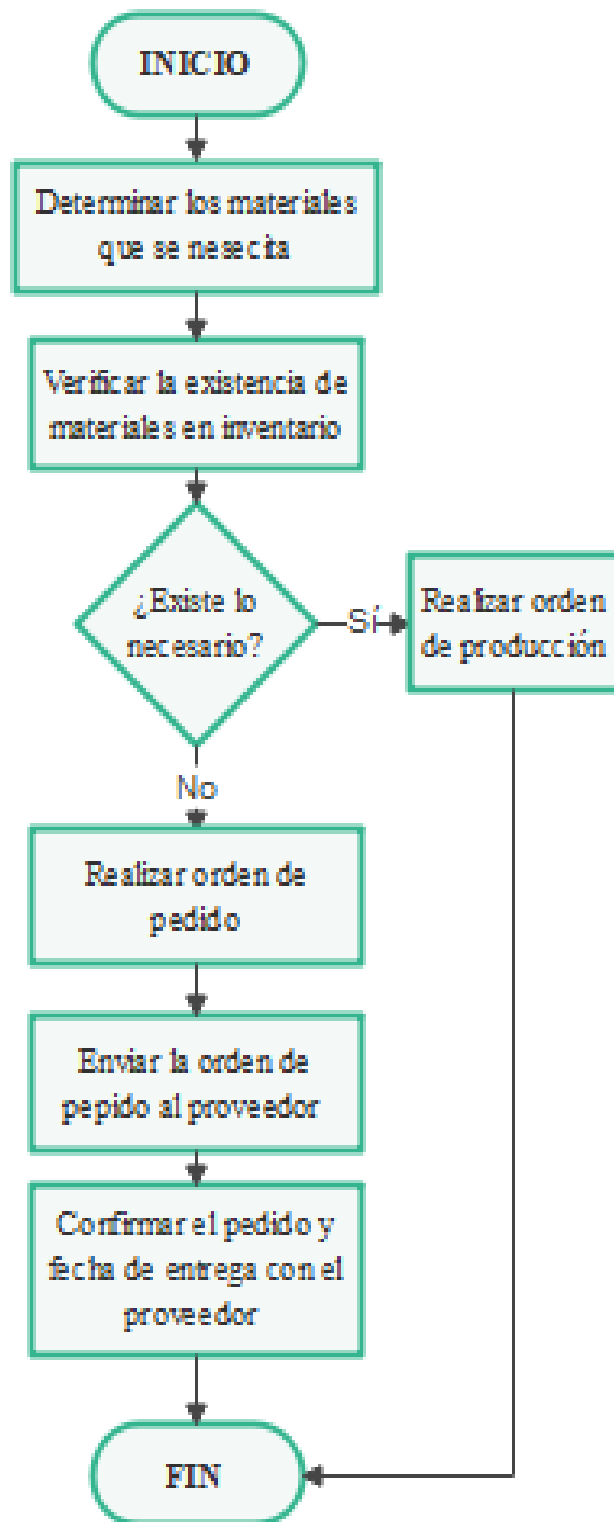 INICIO
Determinar los materiales
que se nesecita
Verificar la existencia de
materiales en inventario
¿Existe lo
necesario?
Sí
Realizar orden
de producción
No
Realizar orden de
pedido
Enviar la orden de
pepido al proveedor
Confirmar el pedido y
fecha de entrega con el
proveedor
FIN